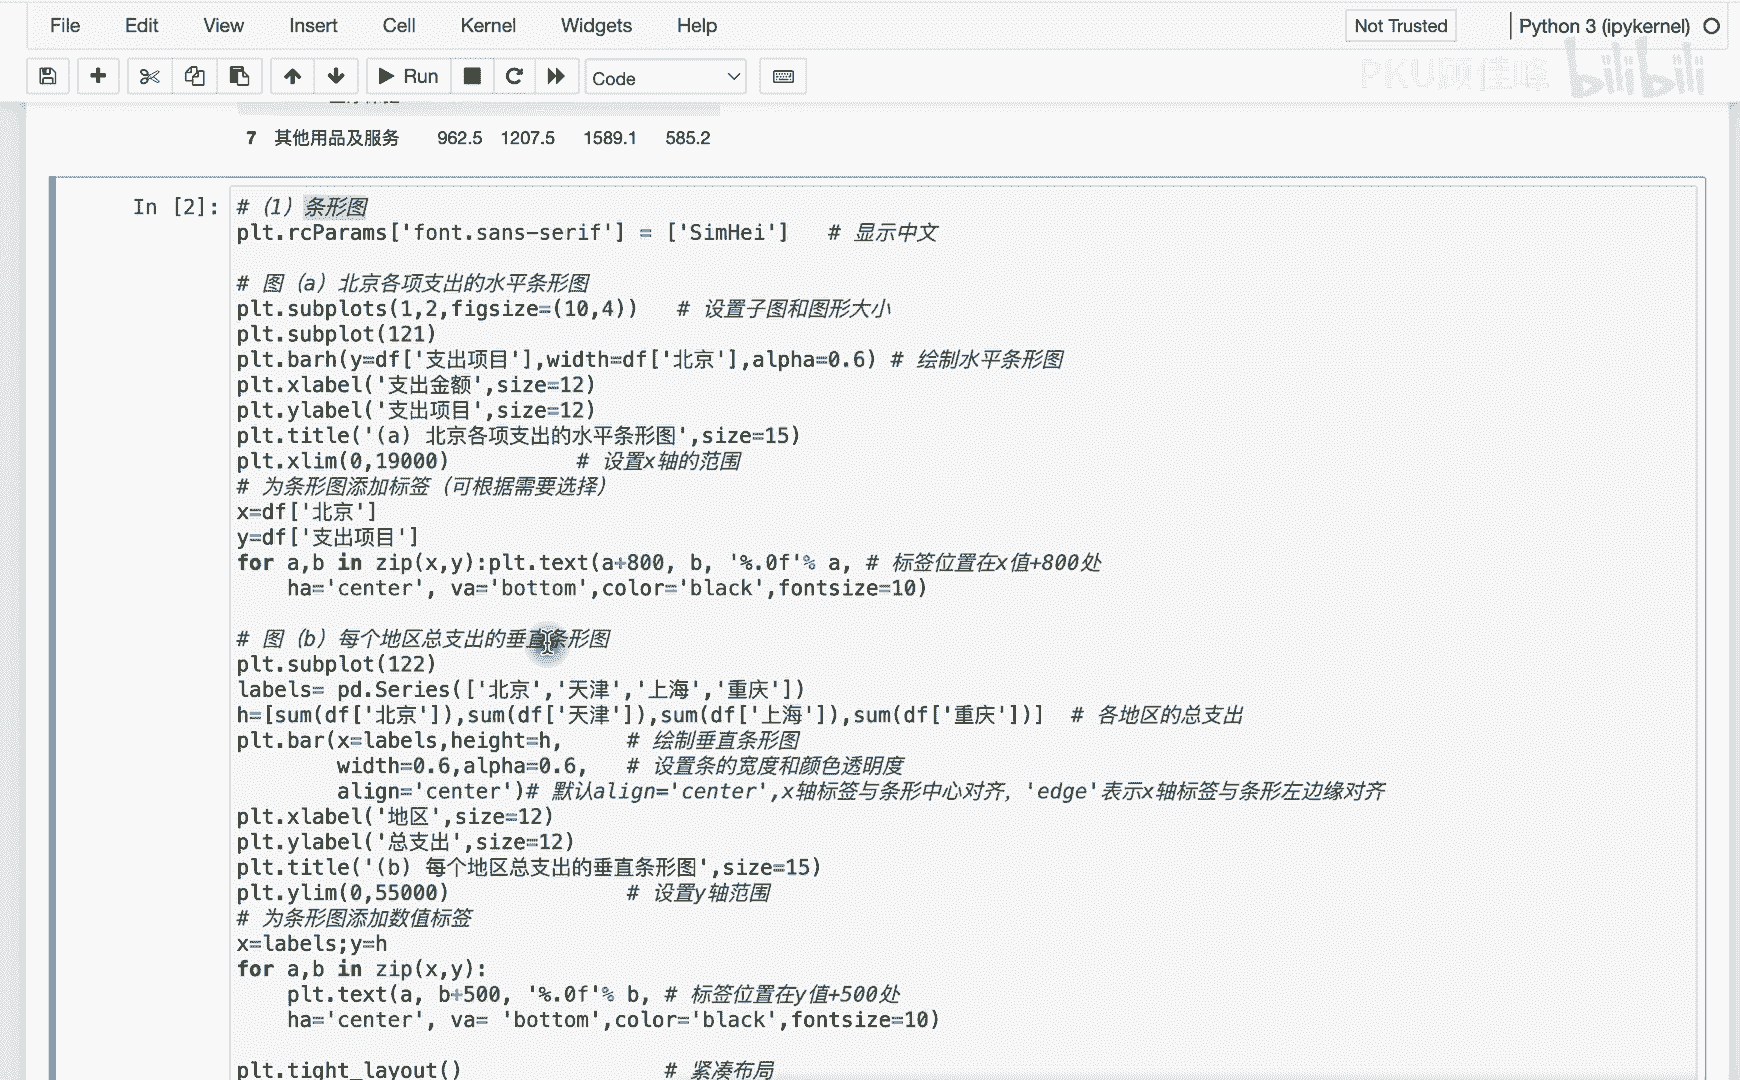 File Edit View Insert Cell Kernel Widgets Help Not Trusted Python 3 (ipykernel)
Run Code PKU顾佳峰 bilibili
7 其他用品及服务 962.5 1207.5 1589.1 585.2
In [2]: # (1) 条形图
plt.rcParams['font.sans-serif'] = ['SimHei'] # 显示中文
# 图（a）北京各项支出的水平条形图
plt.subplots(1,2,figsize=(10,4)) # 设置子图和图形大小
plt.subplot(121)
plt.barh(y=df['支出项目'],width=df['北京'],alpha=0.6) # 绘制水平条形图
plt.xlabel('支出金额',size=12)
plt.ylabel('支出项目',size=12)
plt.title('(a) 北京各项支出的水平条形图',size=15)
plt.xlim(0,19000) # 设置x轴的范围
# 为条形图添加标签（可根据需要选择）
x=df['北京']
y=df['支出项目']
for a,b in zip(x,y):plt.text(a+800, b, '%.0f'% a, # 标签位置在x值+800处
ha='center', va='bottom',color='black',fontsize=10)
# 图（b）每个地区总支出的垂直条形图
plt.subplot(122)
labels= pd.Series(['北京','天津','上海','重庆'])
h=[sum(df['北京']),sum(df['天津']),sum(df['上海']),sum(df['重庆'])] # 各地区的总支出
plt.bar(x=labels,height=h, # 绘制垂直条形图
width=0.6,alpha=0.6, # 设置条的宽度和颜色透明度
align='center')# 默认align='center',x轴标签与条形中心对齐，'edge'表示x轴标签与条形左边缘对齐
plt.xlabel('地区',size=12)
plt.ylabel('总支出',size=12)
plt.title('(b) 每个地区总支出的垂直条形图',size=15)
plt.ylim(0,55000) # 设置y轴范围
# 为条形图添加数值标签
x=labels;y=h
for a,b in zip(x,y):
plt.text(a, b+500, '%.0f'% b, # 标签位置在y值+500处
ha='center', va= 'bottom',color='black',fontsize=10)
plt.tight_layout() # 紧凑布局